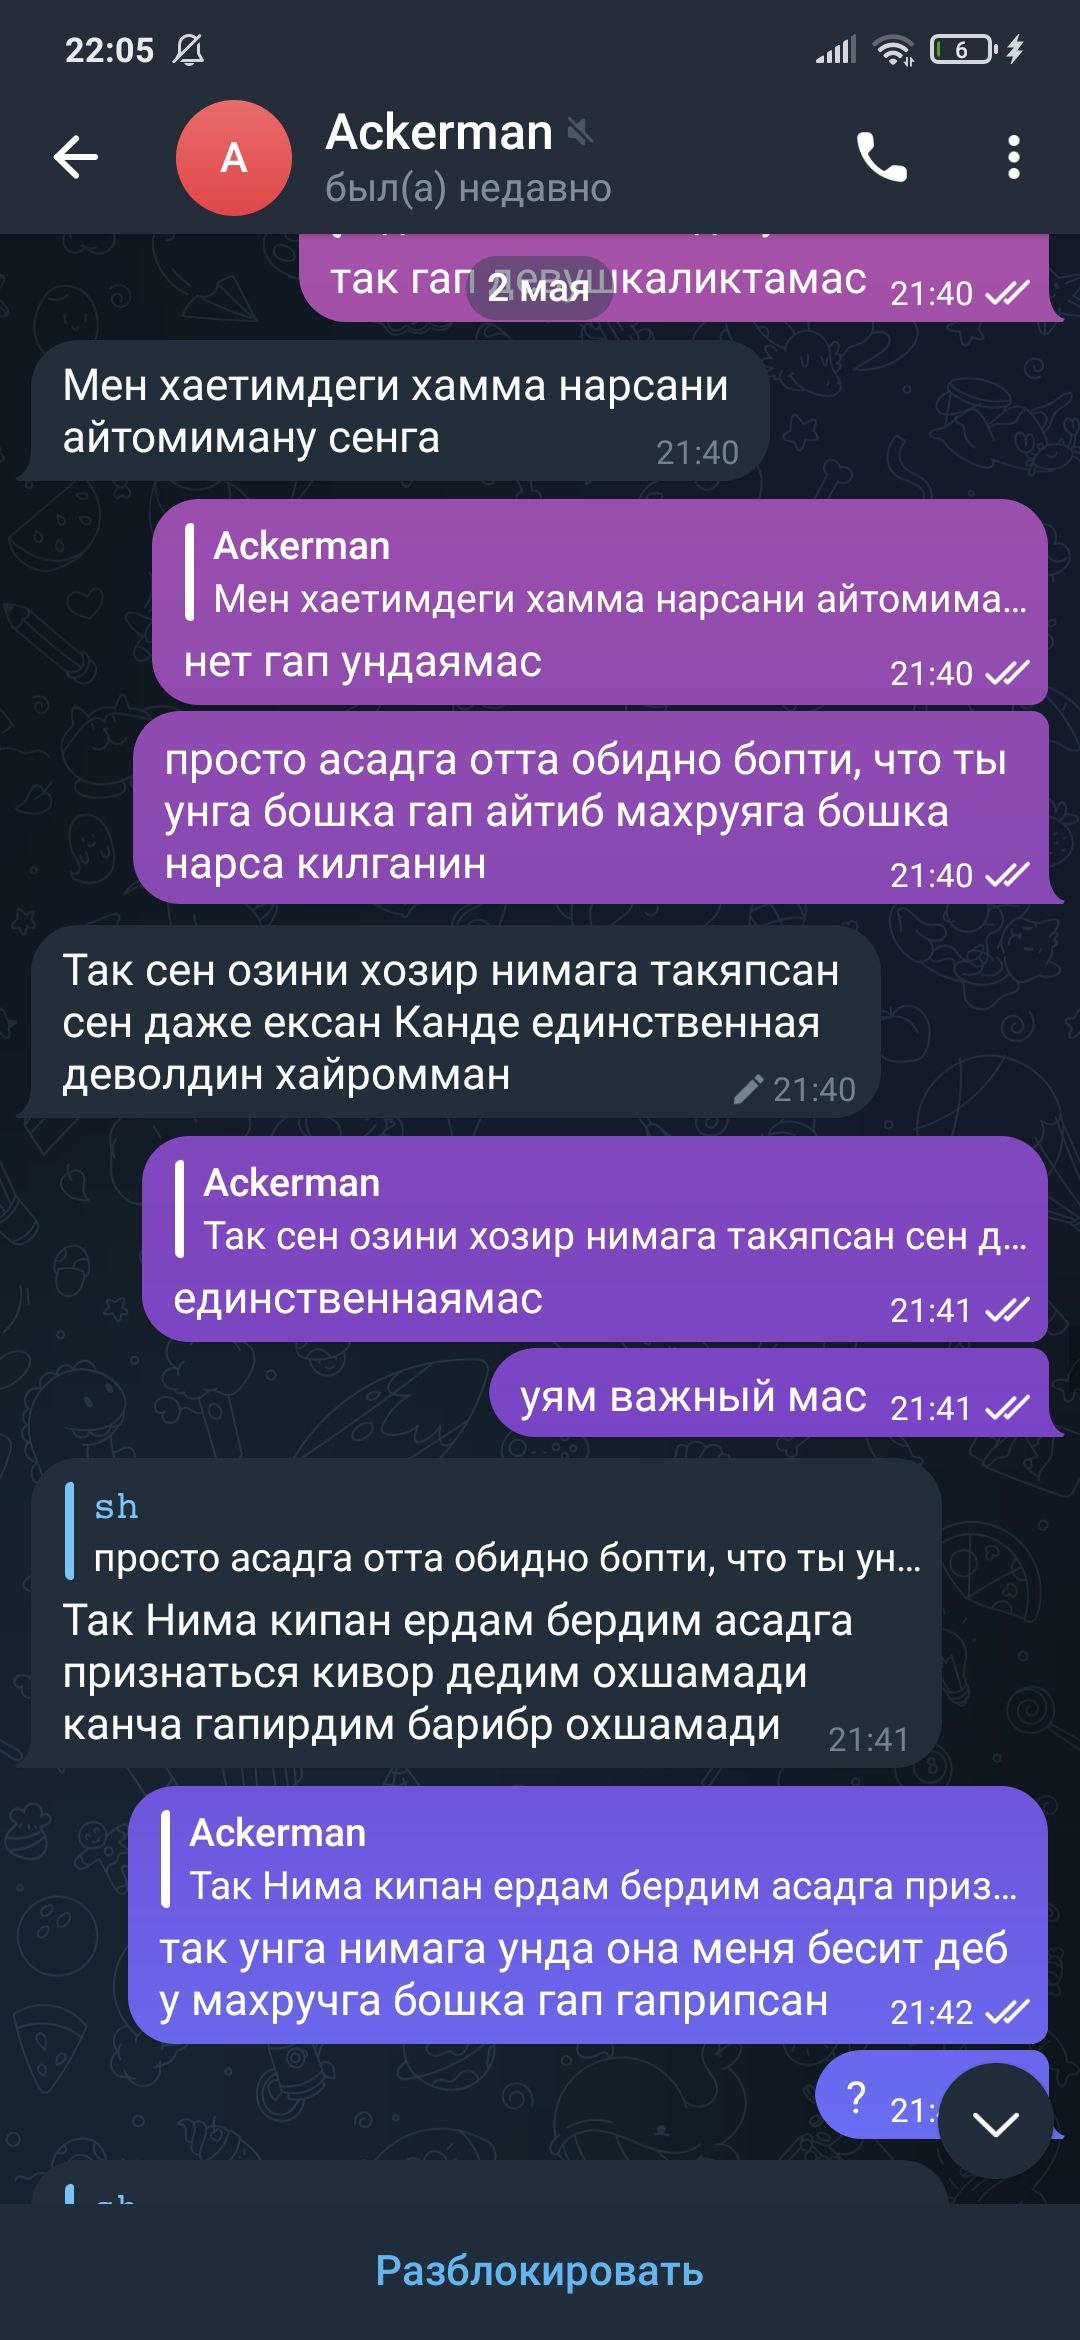 22:05
6
A
Ackerman
был(а) недавно
2 мая
так гап девушкаликтамас 21:40
Мен хаетимдеги хамма нарсани
айтомиману сенга 21:40
Ackerman
Мен хаетимдеги хамма нарсани айтомима...
нет гап ундаямас 21:40
просто асадга отта обидно бопти, что ты
унга бошка гап айтиб махруяга бошка
нарса килганин 21:40
Так сен озини хозир нимага такяпсан
сен даже ексан Канде единственная
деволдин хайромман 21:40
Ackerman
Так сен озини хозир нимага такяпсан сен д...
единственнаямас 21:41
уям важный мас 21:41
sh
просто асадга отта обидно бопти, что ты ун...
Так Нима кипан ердам бердим асадга
признаться кивор дедим охшамади
канча гапирдим барибр охшамади 21:41
Ackerman
Так Нима кипан ердам бердим асадга приз...
так унга нимага унда она меня бесит деб
у махручга бошка гап гаприпсан 21:42
?
Разблокировать